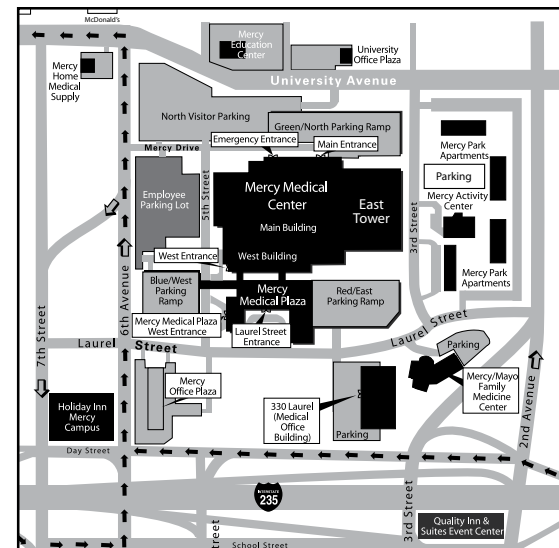 McDonald's
Mercy
Education
Center
University
Office Plaza
Mercy
Home
Medical
Supply
University Avenue
North Visitor Parking
Green/North Parking Ramp
Emergency Entrance
Main Entrance
Mercy Drive
Mercy Park
Apartments
Parking
Mercy Activity
Center
Employee
Parking Lot
5th Street
Mercy Medical
Center
Main Building
East
Tower
3rd Street
West Entrance
West Building
Mercy Park
Apartments
Blue/West
Parking
Ramp
Mercy
Medical Plaza
Red/East
Parking Ramp
6th Avenue
7th Street
Mercy Medical Plaza
West Entrance
Laurel Street
Entrance
Laurel Street
Laurel Street
Parking
Mercy
Office Plaza
Mercy/Mayo
Family
Medicine
Center
2nd Avenue
Holiday Inn
Mercy
Campus
330 Laurel
(Medical
Office
Building)
Parking
Day Street
INTERSTATE
235
3rd Street
Quality Inn &
Suites Event Center
School Street